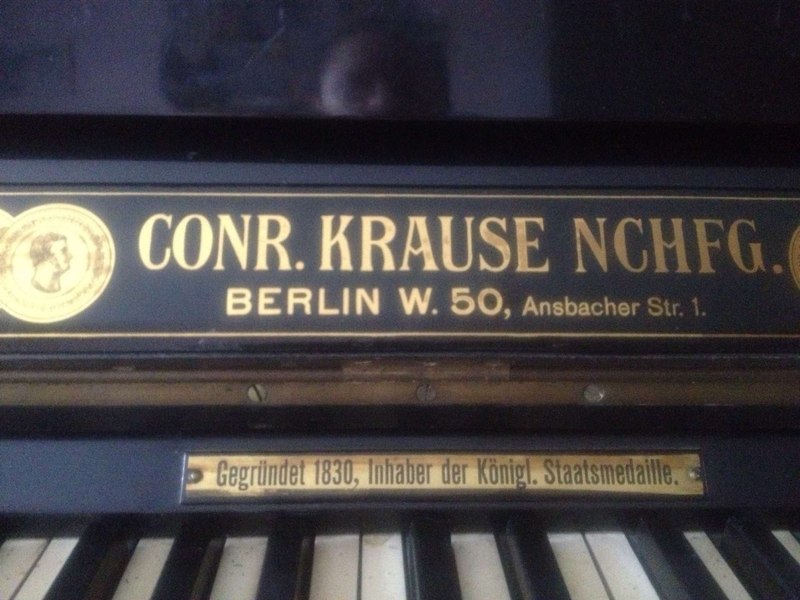 CONR. KRAUSE NCHFG.
BERLIN W. 50, Ansbacher Str. 1.
Gegründet 1830, Inhaber der Königl. Staatsmedaille.